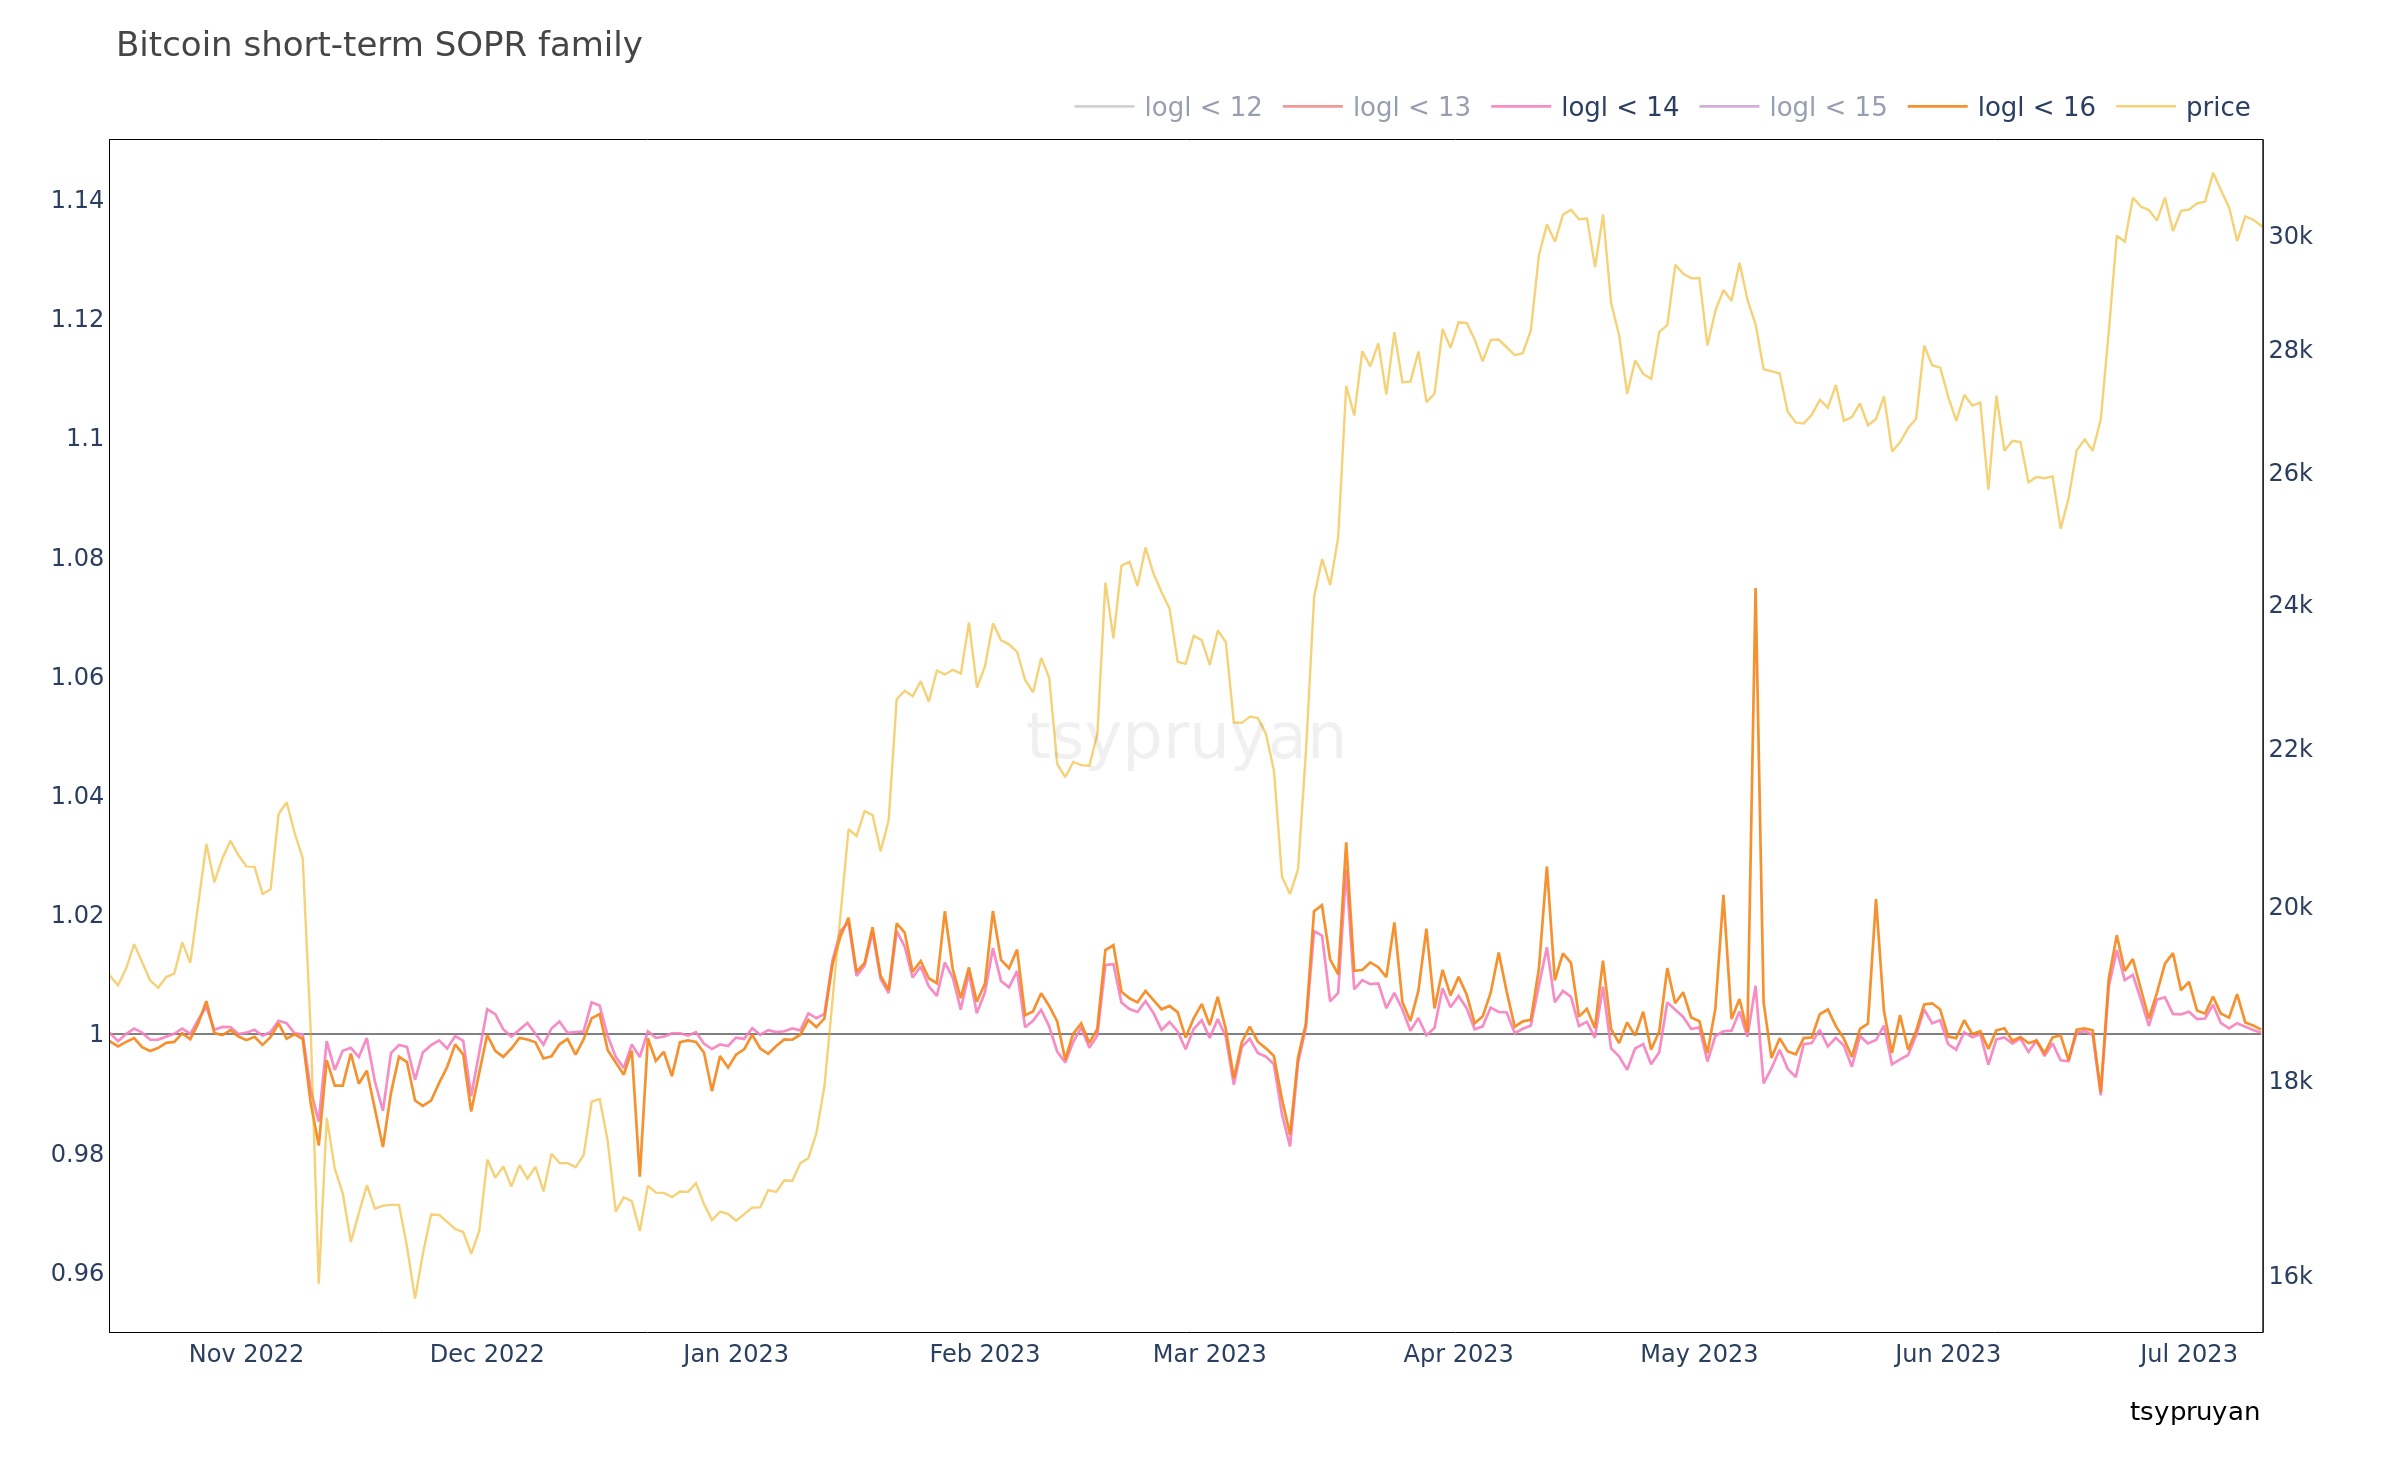 Bitcoin short-term SOPR family
logl < 12 logl < 13 logl < 14 logl < 15 logl < 16 price
1.14
1.12
1.1
1.08
1.06
1.04
1.02
1
0.98
0.96
30k
28k
26k
24k
22k
20k
18k
16k
tsypruyan
Nov 2022 Dec 2022 Jan 2023 Feb 2023 Mar 2023 Apr 2023 May 2023 Jun 2023 Jul 2023
tsypruyan